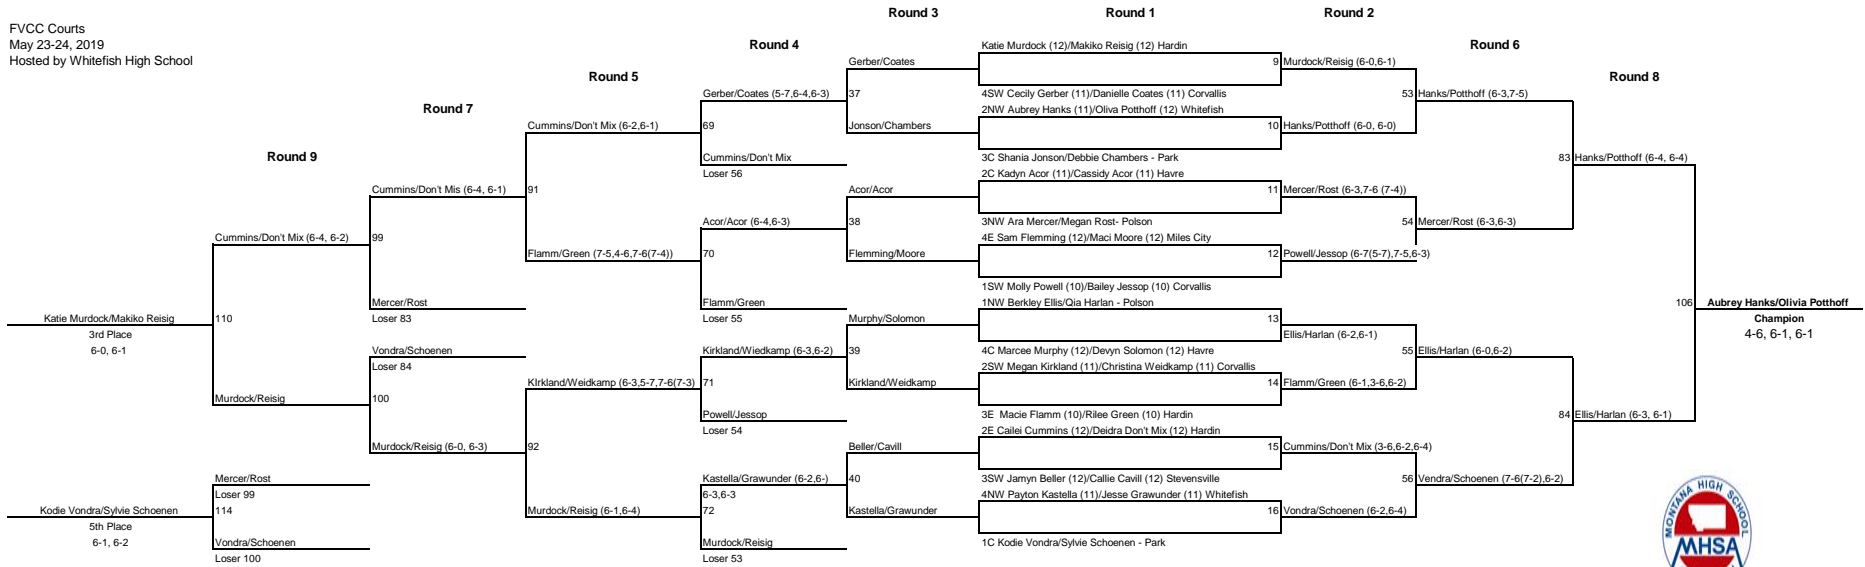 Round 3
Round 1
Round 2
FVCC Courts
May 23-24, 2019
Hosted by Whitefish High School
Round 4
Round 6
Round 5
Round 8
Round 7
Round 9
Katie Murdock (12)/Makiko Reisig (12) Hardin
Gerber/Coates
9 Murdock/Reisig (6-0,6-1)
Gerber/Coates (5-7,6-4,6-3)
37
4SW Cecily Gerber (11)/Danielle Coates (11) Corvallis
53 Hanks/Potthoff (6-3,7-5)
2NW Aubrey Hanks (11)/Oliva Potthoff (12) Whitefish
Cummins/Don't Mix (6-2,6-1)
69
Jonson/Chambers
10 Hanks/Potthoff (6-0, 6-0)
Cummins/Don't Mix
3C Shania Jonson/Debbie Chambers - Park
83 Hanks/Potthoff (6-4, 6-4)
Loser 56
2C Kadyn Acor (11)/Cassidy Acor (11) Havre
Cummins/Don't Mis (6-4, 6-1)
91
Acor/Acor
11 Mercer/Rost (6-3,7-6 (7-4))
Acor/Acor (6-4,6-3)
38
3NW Ara Mercer/Megan Rost- Polson
54 Mercer/Rost (6-3,6-3)
Cummins/Don't Mix (6-4, 6-2)
99
4E Sam Flemming (12)/Maci Moore (12) Miles City
Flamm/Green (7-5,4-6,7-6(7-4))
70
Flemming/Moore
12 Powell/Jessop (6-7(5-7),7-5,6-3)
1SW Molly Powell (10)/Bailey Jessop (10) Corvallis
Mercer/Rost
Flamm/Green
1NW Berkley Ellis/Qia Harlan - Polson
106 Aubrey Hanks/Olivia Potthoff
Katie Murdock/Makiko Reisig
110
Loser 83
Loser 55
Murphy/Solomon
13
Champion
3rd Place
Ellis/Harlan (6-2,6-1)
4-6, 6-1, 6-1
6-0, 6-1
Vondra/Schoenen
Kirkland/Wiedkamp (6-3,6-2)
39
4C Marcee Murphy (12)/Devyn Solomon (12) Havre
55 Ellis/Harlan (6-0,6-2)
Loser 84
2SW Megan Kirkland (11)/Christina Weidkamp (11) Corvallis
KIrkland/Weidkamp (6-3,5-7,7-6(7-3)
71
Kirkland/Weidkamp
14 Flamm/Green (6-1,3-6,6-2)
Murdock/Reisig
100
Powell/Jessop
3E Macie Flamm (10)/Rilee Green (10) Hardin
84 Ellis/Harlan (6-3, 6-1)
Loser 54
2E Cailei Cummins (12)/Deidra Don't Mix (12) Hardin
Murdock/Reisig (6-0, 6-3)
92
Beller/Cavill
15 Cummins/Don't Mix (3-6,6-2,6-4)
Mercer/Rost
Kastella/Grawunder (6-2,6-)
40
3SW Jamyn Beller (12)/Callie Cavill (12) Stevensville
56 Vendra/Schoenen (7-6(7-2),6-2)
Loser 99
6-3,6-3
4NW Payton Kastella (11)/Jesse Grawunder (11) Whitefish
Kodie Vondra/Sylvie Schoenen
114
Murdock/Reisig (6-1,6-4)
72
Kastella/Grawunder
16 Vondra/Schoenen (6-2,6-4)
5th Place
6-1, 6-2
Vondra/Schoenen
Murdock/Reisig
1C Kodie Vondra/Sylvie Schoenen - Park
Loser 100
Loser 53
MONTANA HIGH SCHOOL
MHSA